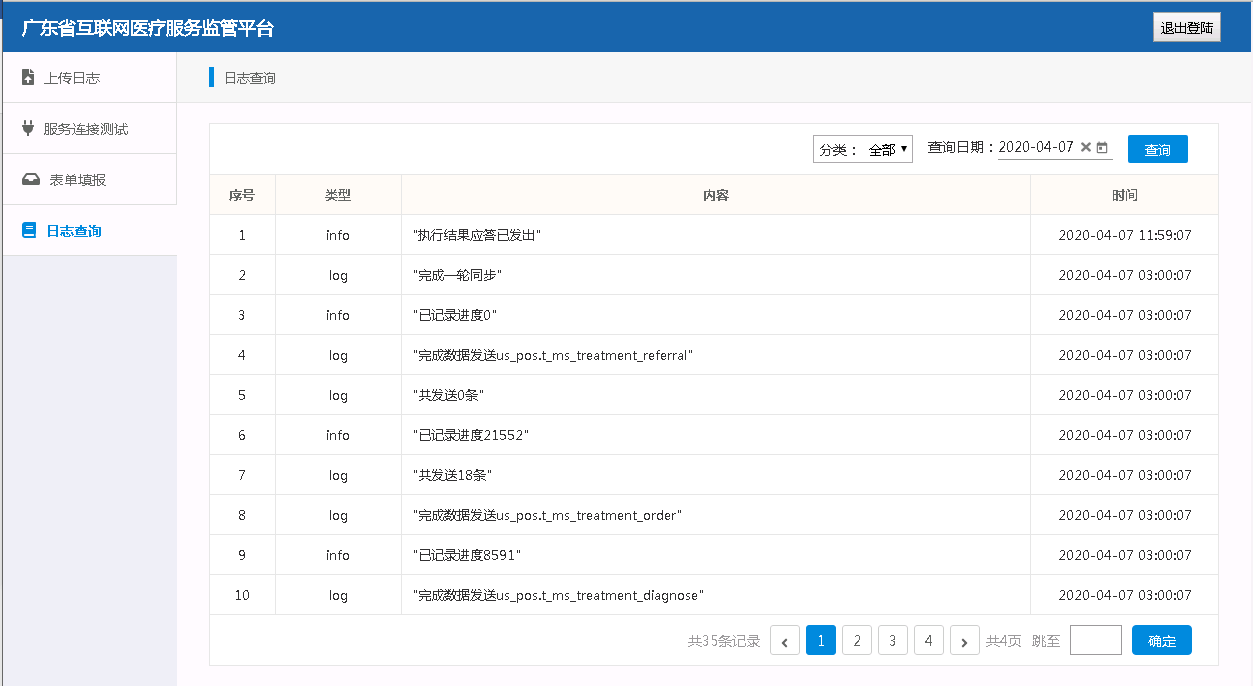 广东省互联网医疗服务监管平台 退出登陆
上传日志
日志查询
服务连接测试
表单填报
日志查询
分类： 全部 查询日期：2020-04-07 查询
序号 类型 内容 时间
1 info "执行结果应答已发出" 2020-04-07 11:59:07
2 log "完成一轮同步" 2020-04-07 03:00:07
3 info "已记录进度0" 2020-04-07 03:00:07
4 log "完成数据发送us_pos.t_ms_treatment_referral" 2020-04-07 03:00:07
5 log "共发送0条" 2020-04-07 03:00:07
6 info "已记录进度21552" 2020-04-07 03:00:07
7 log "共发送18条" 2020-04-07 03:00:07
8 log "完成数据发送us_pos.t_ms_treatment_order" 2020-04-07 03:00:07
9 info "已记录进度8591" 2020-04-07 03:00:07
10 log "完成数据发送us_pos.t_ms_treatment_diagnose" 2020-04-07 03:00:07
共35条记录 ‹ 1 2 3 4 › 共4页 跳至 确定